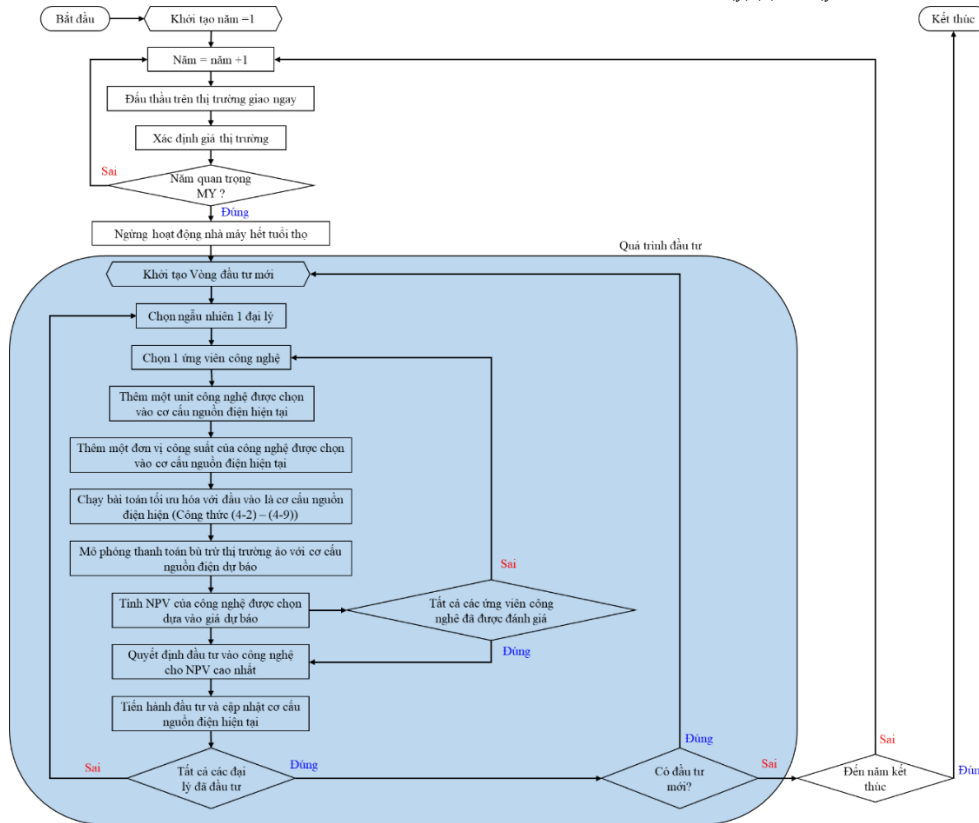 Bắt đầu
Khởi tạo năm =1
Kết thúc
Năm = năm +1
Đấu thầu trên thị trường giao ngay
Xác định giá thị trường
Sai
Năm quan trọng
MY ?
Đúng
Ngừng hoạt động nhà máy hết tuổi thọ
Quá trình đầu tư
Khởi tạo Vòng đầu tư mới
Chọn ngẫu nhiên 1 đại lý
Chọn 1 ứng viên công nghệ
Thêm một unit công nghệ được chọn
vào cơ cấu nguồn điện hiện tại
Thêm một đơn vị công suất của công nghệ được chọn
vào cơ cấu nguồn điện hiện tại
Chạy bài toán tối ưu hóa với đầu vào là cơ cấu nguồn
điện hiện (Công thức (4-2) – (4-9))
Mô phỏng thanh toán bù trừ thị trường ảo với cơ cấu
nguồn điện dự báo
Sai
Tính NPV của công nghệ được chọn
dựa vào giá dự báo
Tất cả các ứng viên công
nghệ đã được đánh giá
Đúng
Quyết định đầu tư vào công nghệ
cho NPV cao nhất
Tiến hành đầu tư và cập nhật cơ cấu
nguồn điện hiện tại
Sai
Tất cả các đại
lý đã đầu tư
Đúng
Đúng
Có đầu tư
mới?
Sai
Sai
Đến năm kết
thúc
Đún